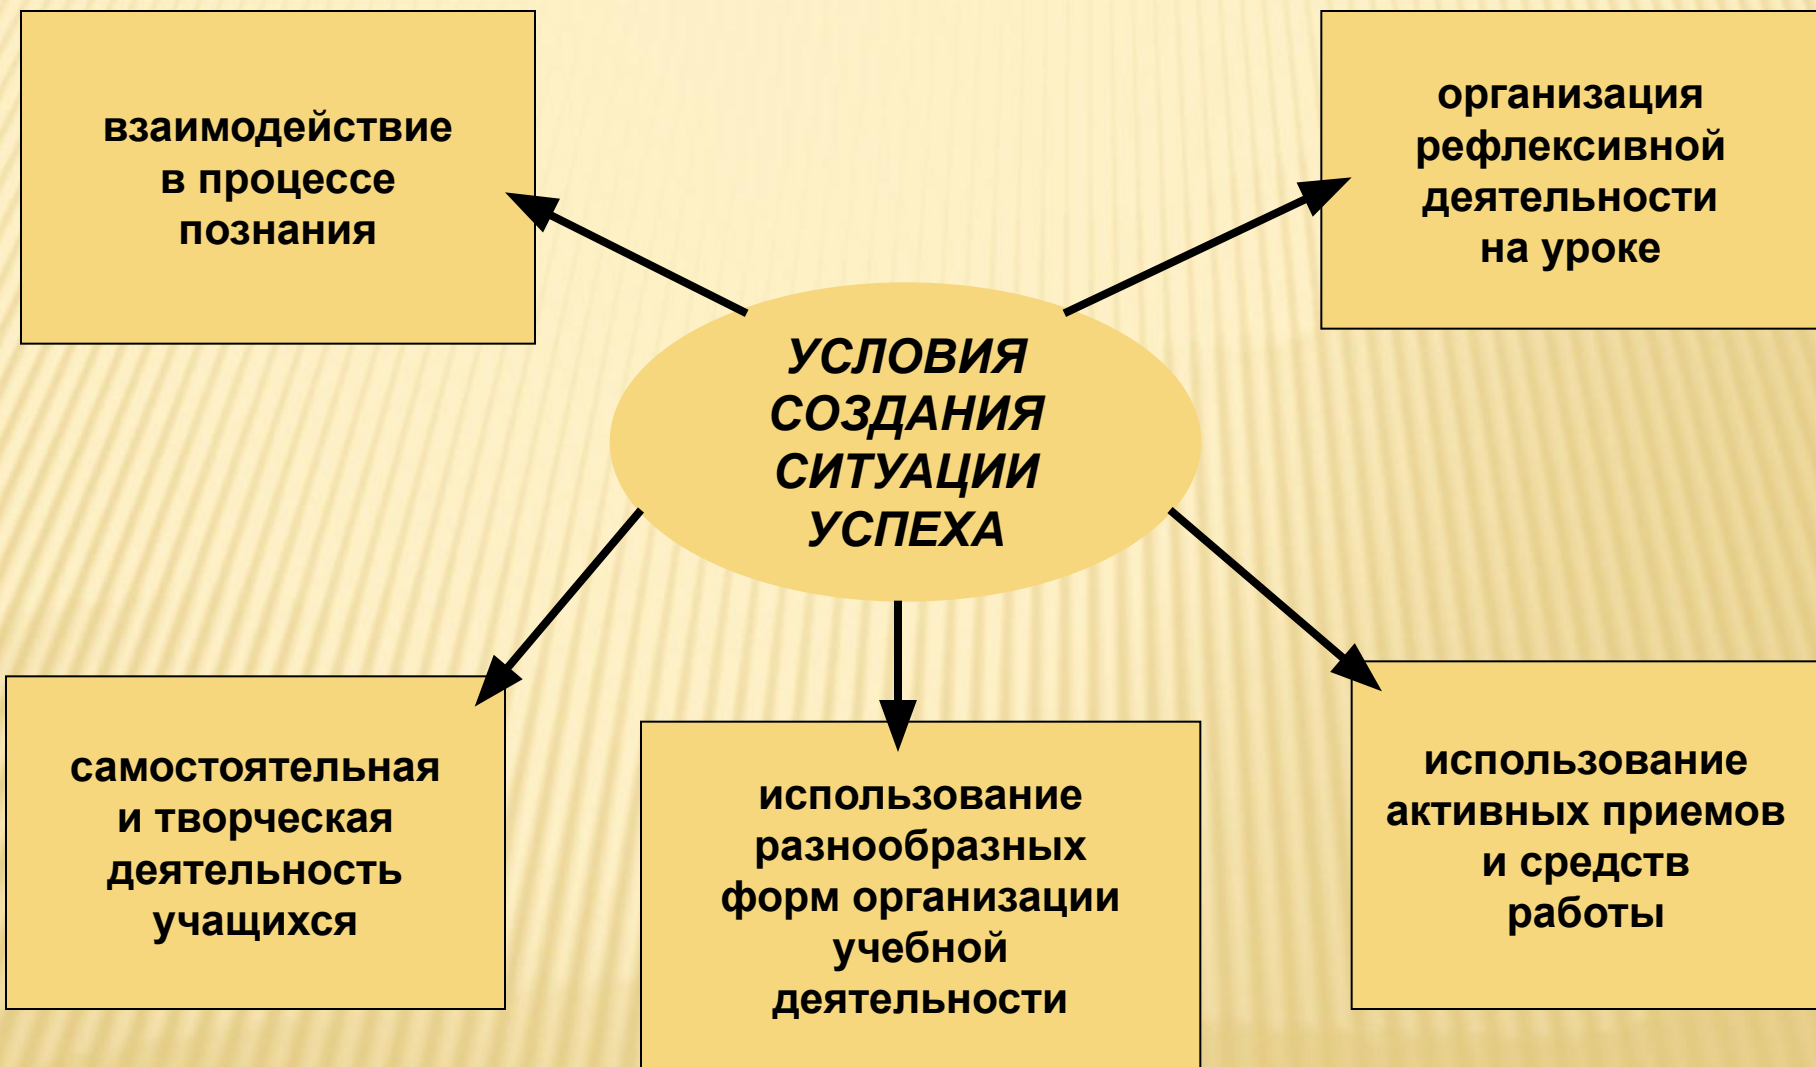 взаимодействие
в процессе
познания
организация
рефлексивной
деятельности
на уроке
УСЛОВИЯ
СОЗДАНИЯ
СИТУАЦИИ
УСПЕХА
самостоятельная
и творческая
деятельность
учащихся
использование
разнообразных
форм организации
учебной
деятельности
использование
активных приемов
и средств
работы